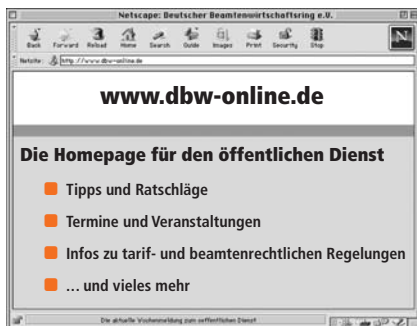 Netscape: Deutscher Beamtenwirtschaftsring e.V.
Back Forward Reload Home Search Guide Images Print Security Stop
N
Netsite: http://www.dbw-online.de
www.dbw-online.de
Die Homepage für den öffentlichen Dienst
Tipps und Ratschläge
Termine und Veranstaltungen
Infos zu tarif- und beamtenrechtlichen Regelungen
... und vieles mehr
Die aktuelle Wochenmeldung zum oeffentlichen Dienst